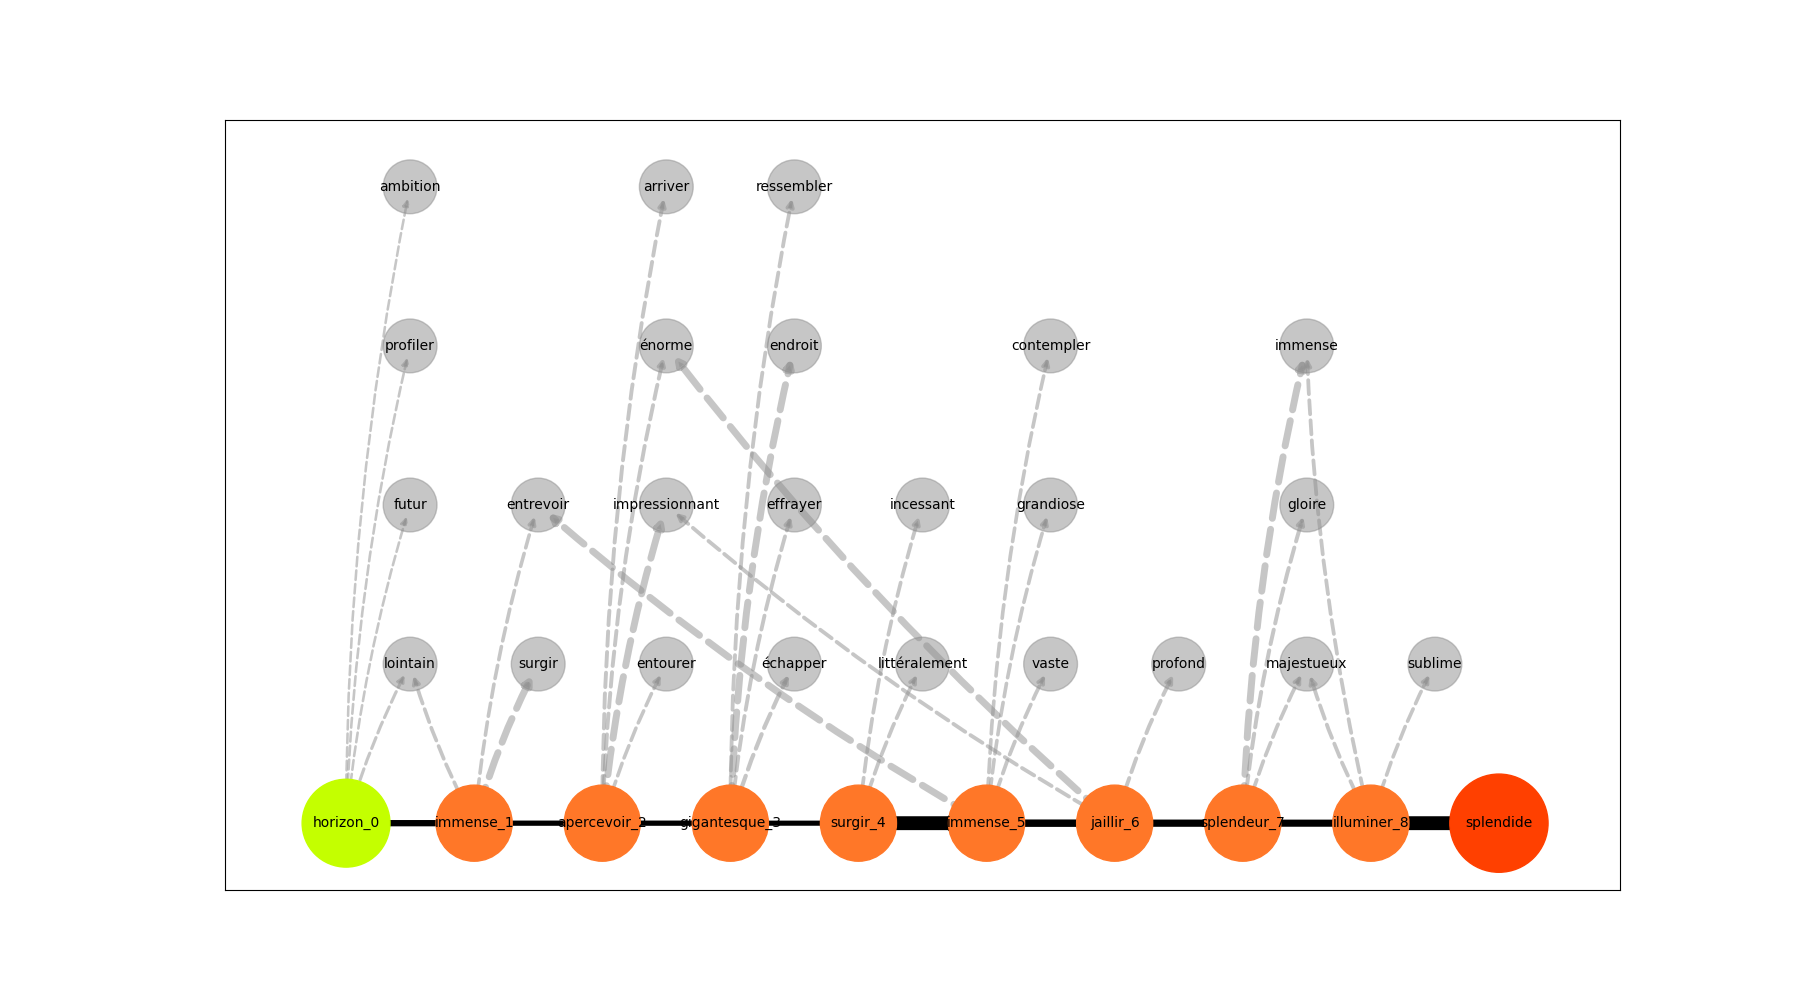 ambition arriver ressembler
profiler énorme endroit contempler immense
futur entrevoir impressionnant effrayer incessant grandiose gloire
lointain surgir entourer échapper littéralement vaste profond majestueux sublime
horizon_0 immense_1 apercevoir_2 gigantesque_3 surgir_4 immense_5 jaillir_6 splendeur_7 illuminer_8 splendide